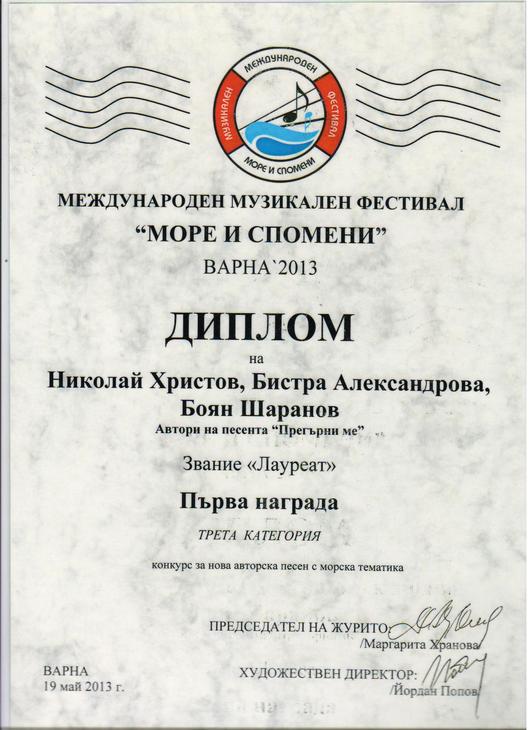 МЕЖДУНАРОДЕН
МУЗИКАЛЕН
ФЕСТИВАЛ
МОРЕ И СПОМЕНИ
МЕЖДУНАРОДЕН МУЗИКАЛЕН ФЕСТИВАЛ
“МОРЕ И СПОМЕНИ”
ВАРНА`2013
ДИПЛОМ
на
Николай Христов, Бистра Александрова,
Боян Шаранов
Автори на песента “Прегърни ме”
Звание «Лауреат»
Първа награда
ТРЕТА КАТЕГОРИЯ
конкурс за нова авторска песен с морска тематика
ПРЕДСЕДАТЕЛ НА ЖУРИТО:
/Маргарита Хранова/
ВАРНА
19 май 2013 г.
ХУДОЖЕСТВЕН ДИРЕКТОР:
/Йордан Попов/